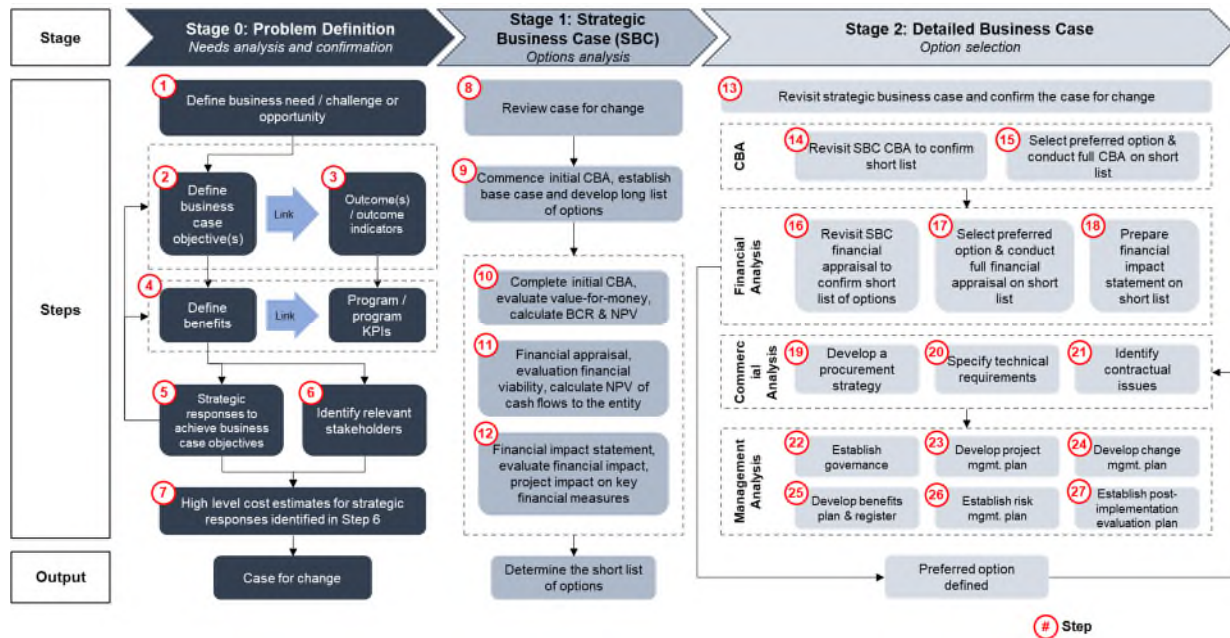 Stage
Stage 0: Problem Definition
Needs analysis and confirmation
Stage 1: Strategic
Business Case (SBC)
Options analysis
Stage 2: Detailed Business Case
Option selection
Steps
1
Define business need / challenge or
opportunity
2
Define
business
case
objective(s)
Link
3
Outcome(s)
/ outcome
indicators
4
Define
benefits
Link
Program /
program
KPIs
5
Strategic
responses to
achieve business
case objectives
6
Identify relevant
stakeholders
7
High level cost estimates for strategic
responses identified in Step 6
8
Review case for change
9
Commence initial CBA, establish
base case and develop long list
of options
10
Complete initial CBA,
evaluate value-for-money,
calculate BCR & NPV
11
Financial appraisal,
evaluation financial
viability, calculate NPV of
cash flows to the entity
12
Financial impact statement,
evaluate financial impact,
project impact on key
financial measures
13
Revisit strategic business case and confirm the case for change
CBA
14
Revisit SBC CBA to confirm
short list
15
Select preferred option &
conduct full CBA on short
list
Financial
Analysis
16
Revisit SBC
financial
appraisal to
confirm short
list of options
17
Select preferred
option & conduct
full financial
appraisal on short
list
18
Prepare
financial
impact
statement on
short list
Commerc
ial
Analysis
19
Develop a
procurement
strategy
20
Specify technical
requirements
21
Identify
contractual
issues
Management
Analysis
22
Establish
governance
23
Develop project
mgmt. plan
24
Develop change
mgmt. plan
25
Develop benefits
plan & register
26
Establish risk
mgmt. plan
27
Establish post-
implementation
evaluation plan
Output
Case for change
Determine the short list
of options
Preferred option
defined
# Step